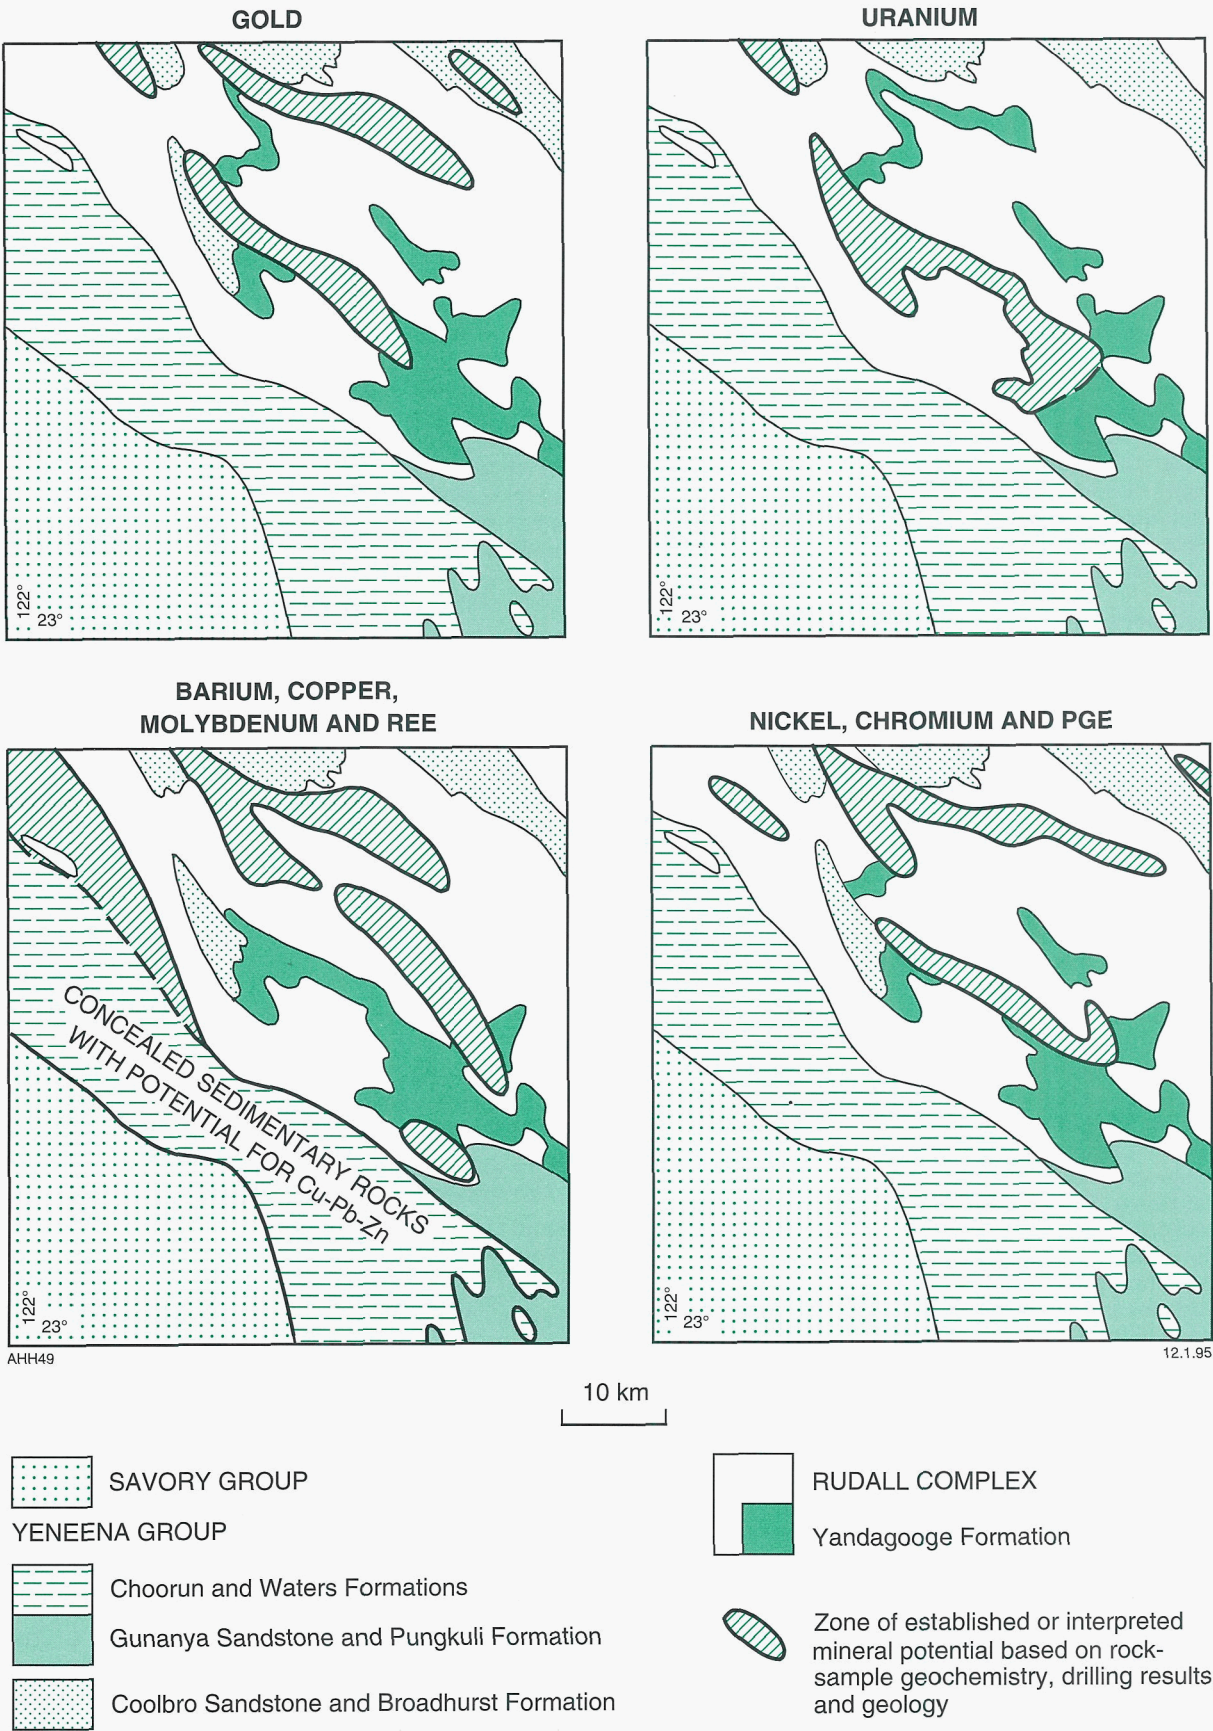 GOLD
URANIUM
122°
23°
122°
23°
BARIUM, COPPER,
MOLYBDENUM AND REE
NICKEL, CHROMIUM AND PGE
CONCEALED SEDIMENTARY ROCKS
WITH POTENTIAL FOR Cu-Pb-Zn
122°
23°
122°
23°
AHH49
12.1.95
10 km
SAVORY GROUP
YENEENA GROUP
Choorun and Waters Formations
Gunanya Sandstone and Pungkuli Formation
Coolbro Sandstone and Broadhurst Formation
RUDALL COMPLEX
Yandagooge Formation
Zone of established or interpreted
mineral potential based on rock-
sample geochemistry, drilling results
and geology